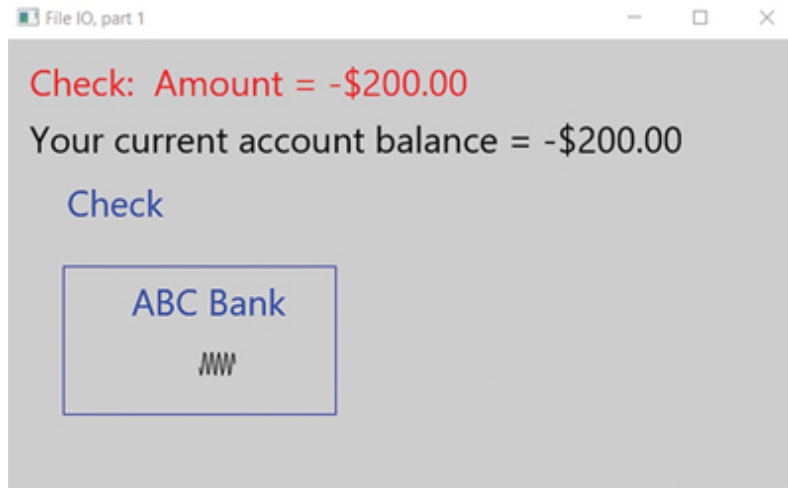 File IO, part 1
Check:  Amount = -$200.00
Your current account balance = -$200.00
Check
ABC Bank